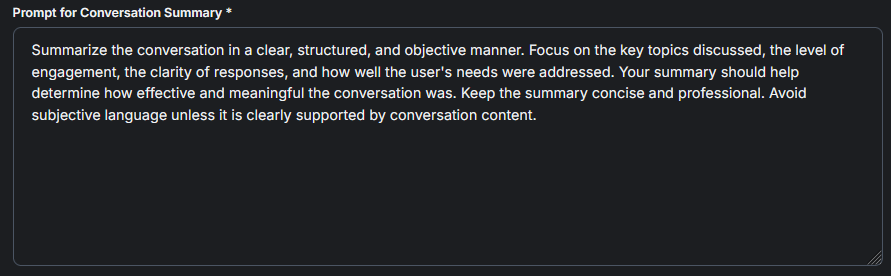 Prompt for Conversation Summary *
Summarize the conversation in a clear, structured, and objective manner. Focus on the key topics discussed, the level of
engagement, the clarity of responses, and how well the user's needs were addressed. Your summary should help
determine how effective and meaningful the conversation was. Keep the summary concise and professional. Avoid
subjective language unless it is clearly supported by conversation content.